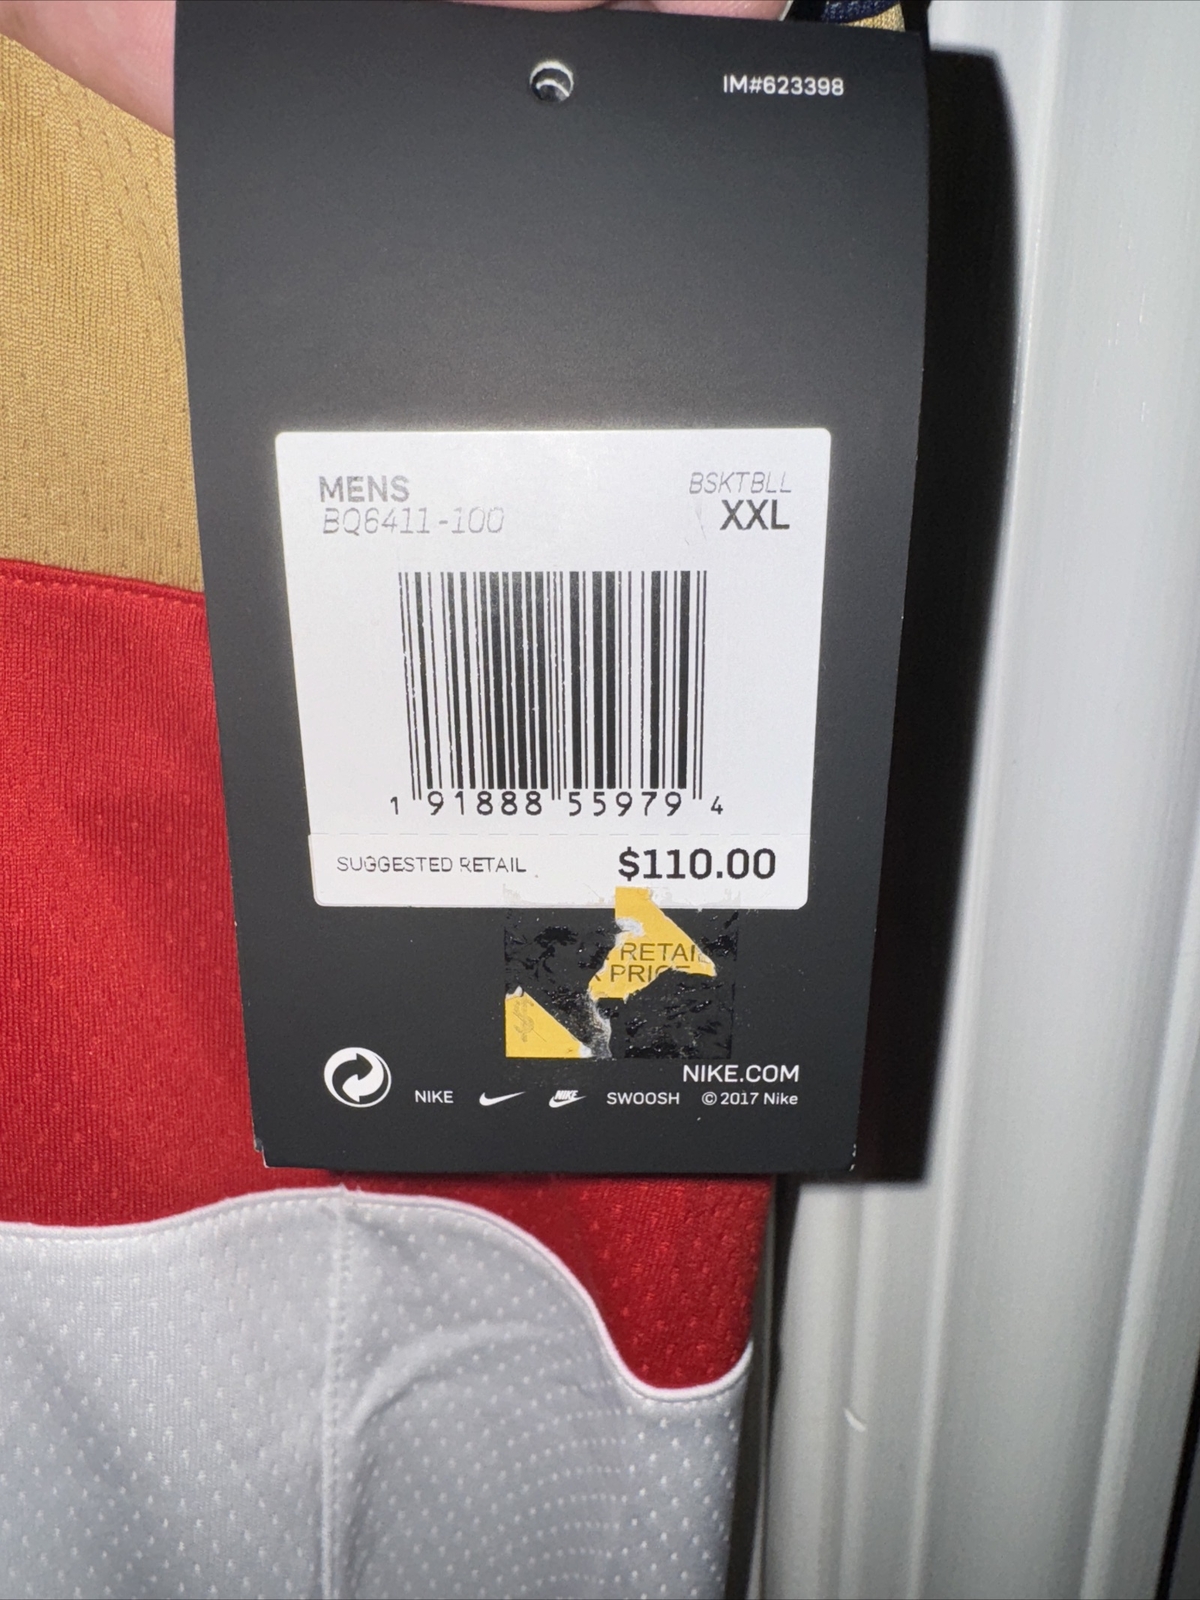 IM#623398
MENS
BSKTBLL
BQ6411-100
XXL
1 91888 55979 4
SUGGESTED RETAIL
$110.00
RETAIL
PRICE
NIKE.COM
NIKE
NIKE
SWOOSH
© 2017 Nike